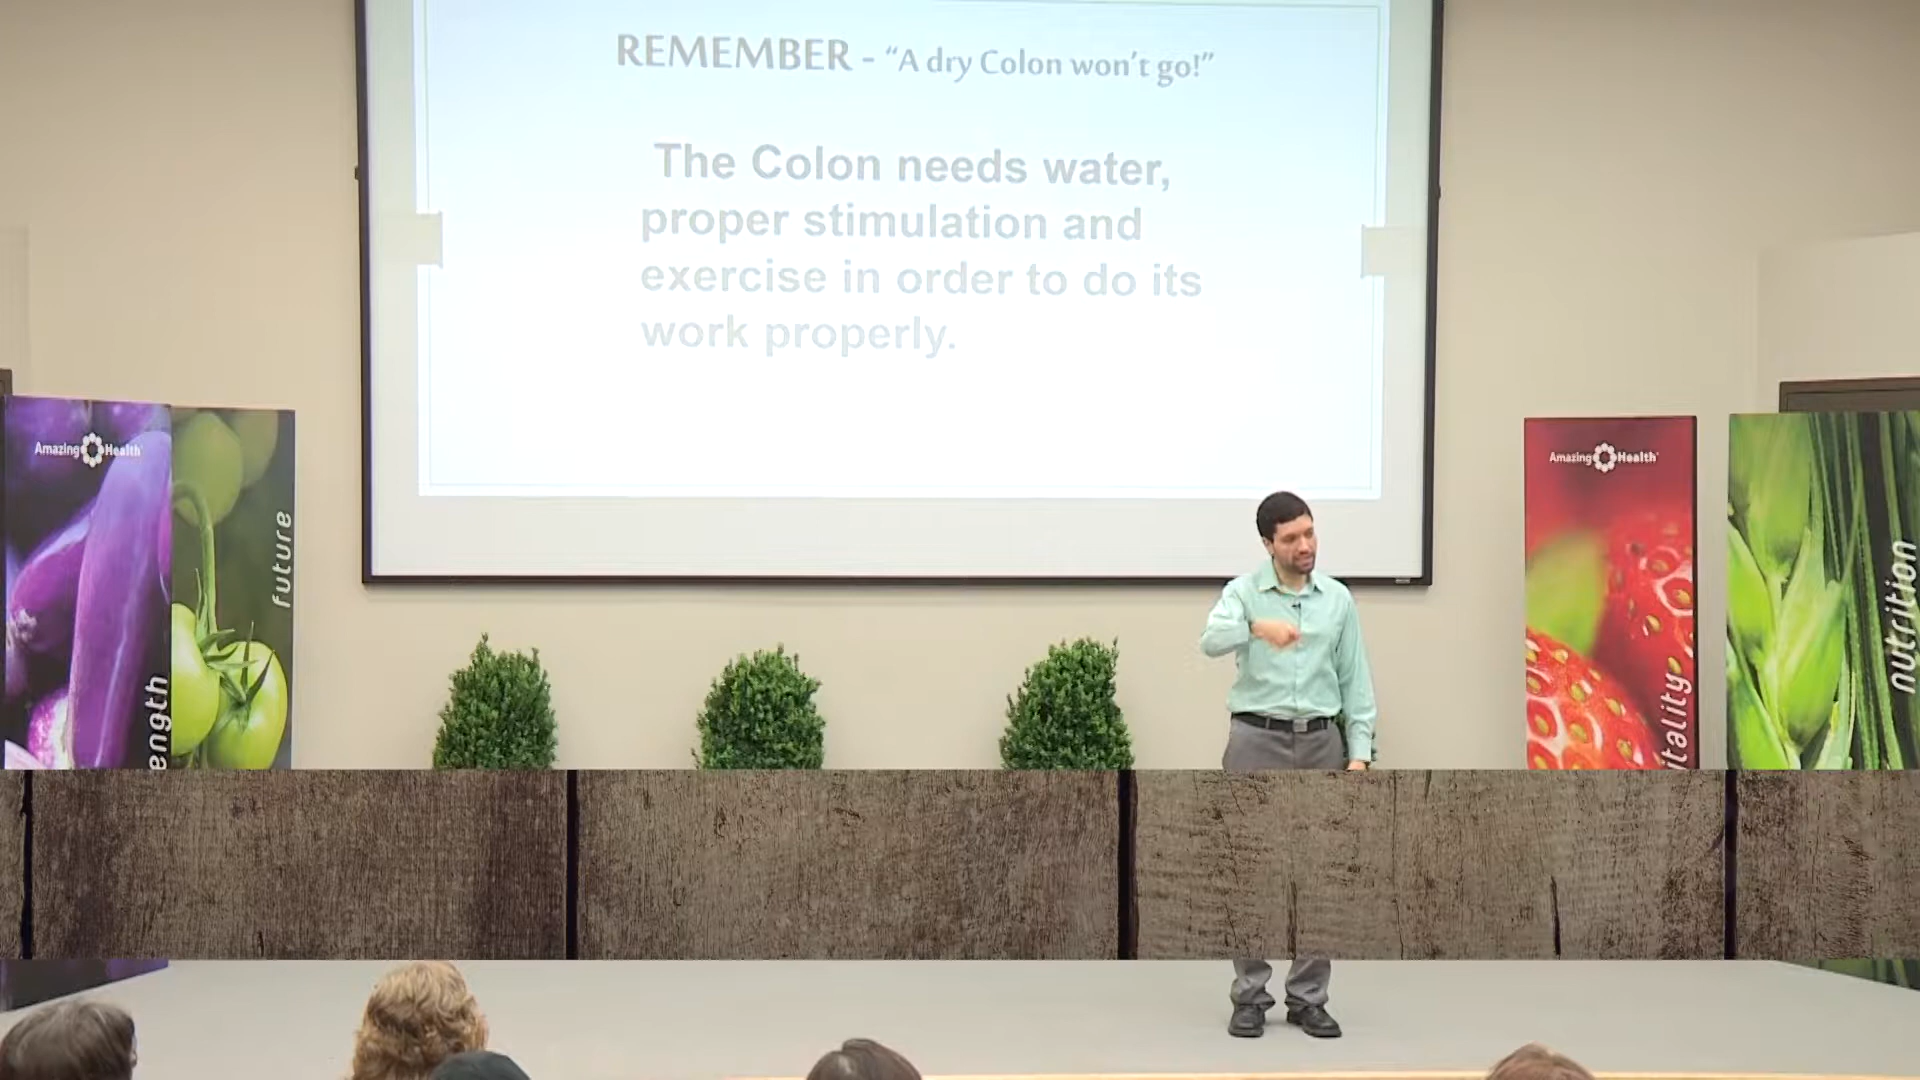 REMEMBER - “A dry Colon won’t go!”
The Colon needs water,
proper stimulation and
exercise in order to do its
work properly.
Amazing Health
future
ength
Amazing Health
itality
nutrition